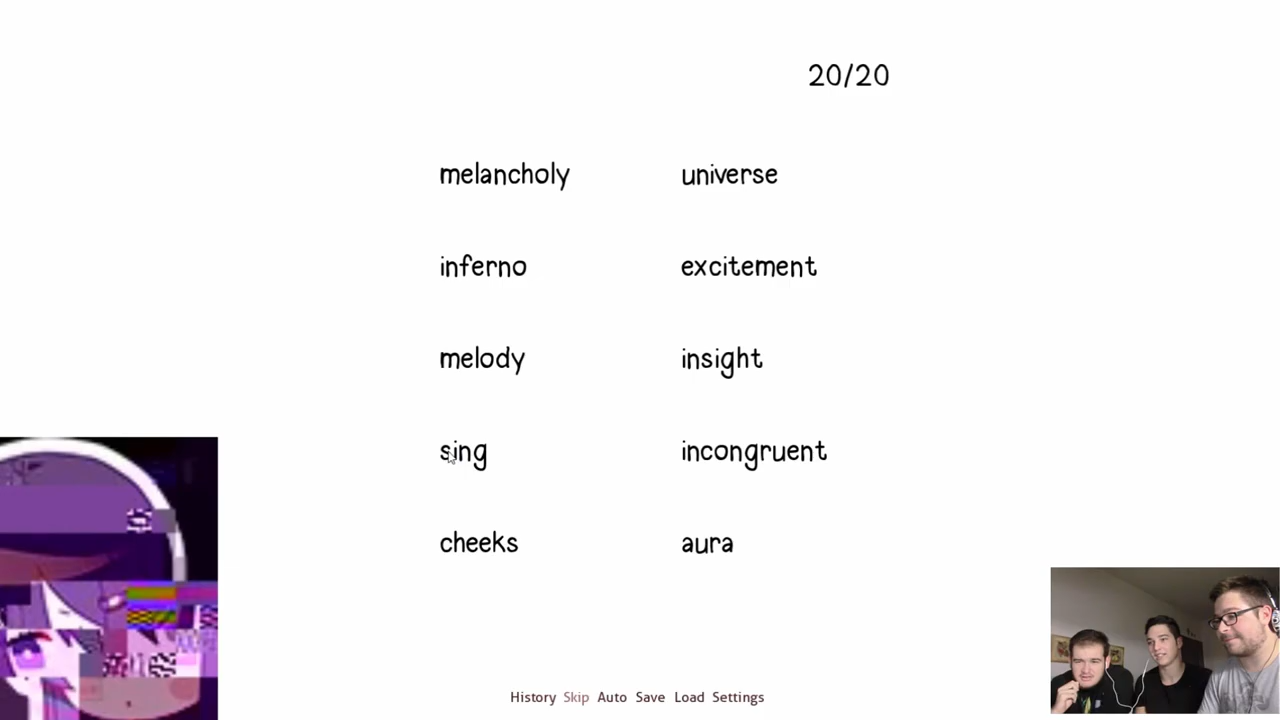 20/20
melancholy universe
inferno excitement
melody insight
sing incongruent
cheeks aura
History Skip Auto Save Load Settings